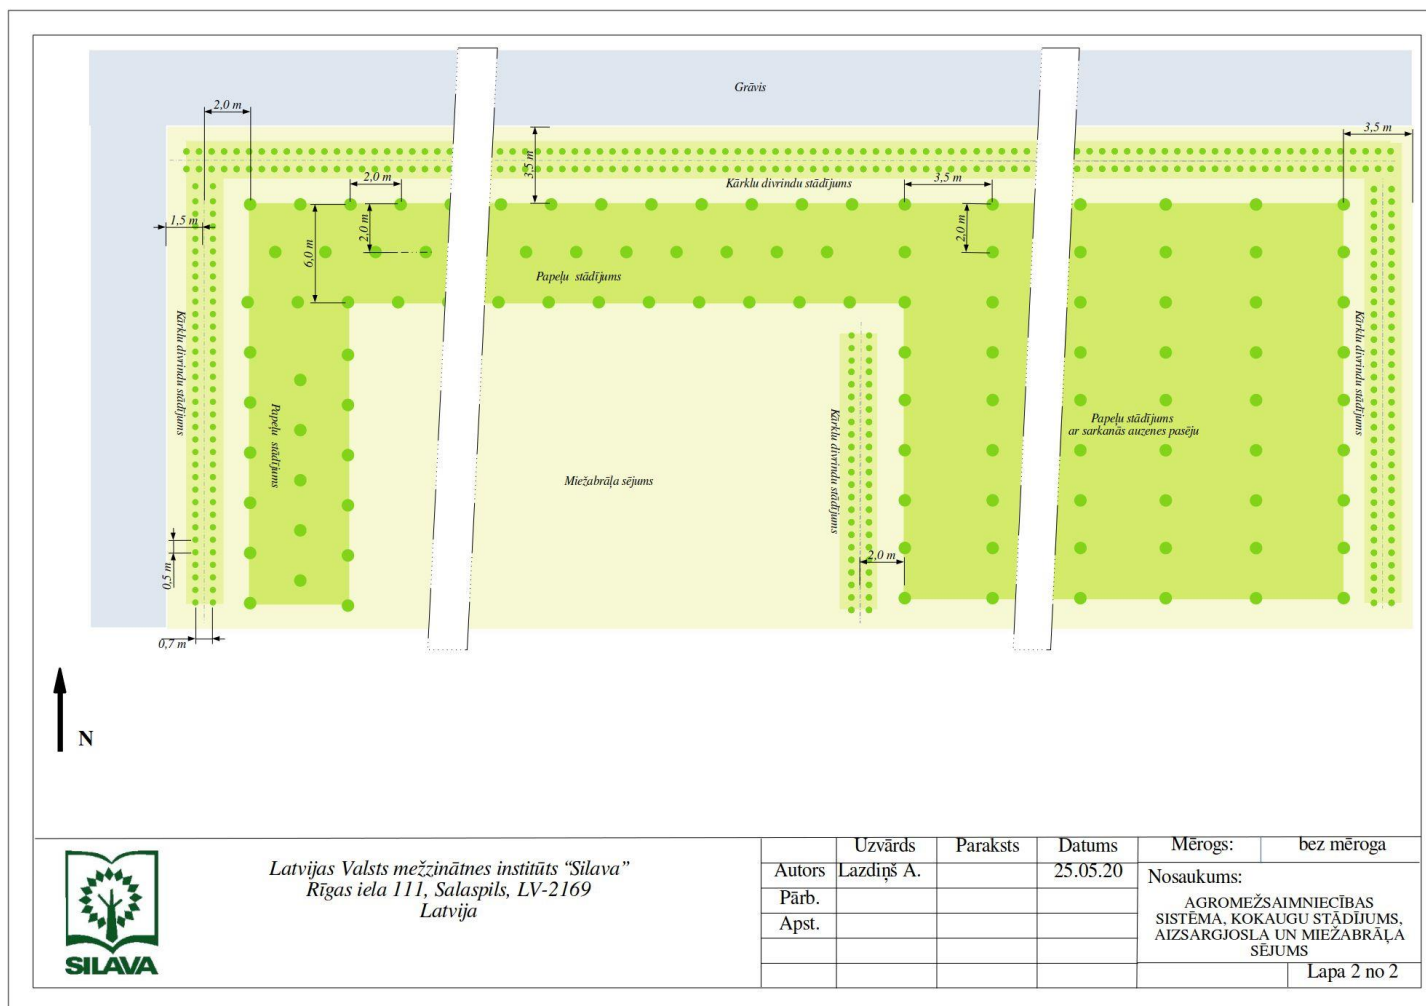 Grāvis
2,0 m
3,5 m
3,5 m
2,0 m
Kārklu divrindu stādījums
3,5 m
1,5 m
6,0 m
2,0 m
2,0 m
Papeļu stādījums
Kārklu divrindu stādījums
Papeļu stādījums
Miežabrāļa sējums
Kārklu divrindu stādījums
Papeļu stādījums
ar sarkanās auzenes pasēju
Kārklu divrindu stādījums
2,0 m
0,5 m
0,7 m
N
SILAVA
Latvijas Valsts mežzinātnes institūts “Silava”
Rīgas iela 111, Salaspils, LV-2169
Latvija
Uzvārds Paraksts Datums Mērogs: bez mēroga
Autors Lazdiņš A. 25.05.20
Pārb.
Apst.
Nosaukums:
AGROMEŽSAIMNIECĪBAS
SISTĒMA, KOKAUGU STĀDĪJUMS,
AIZSARGJOSLA UN MIEŽABRĀĻA
SĒJUMS
Lapa 2 no 2